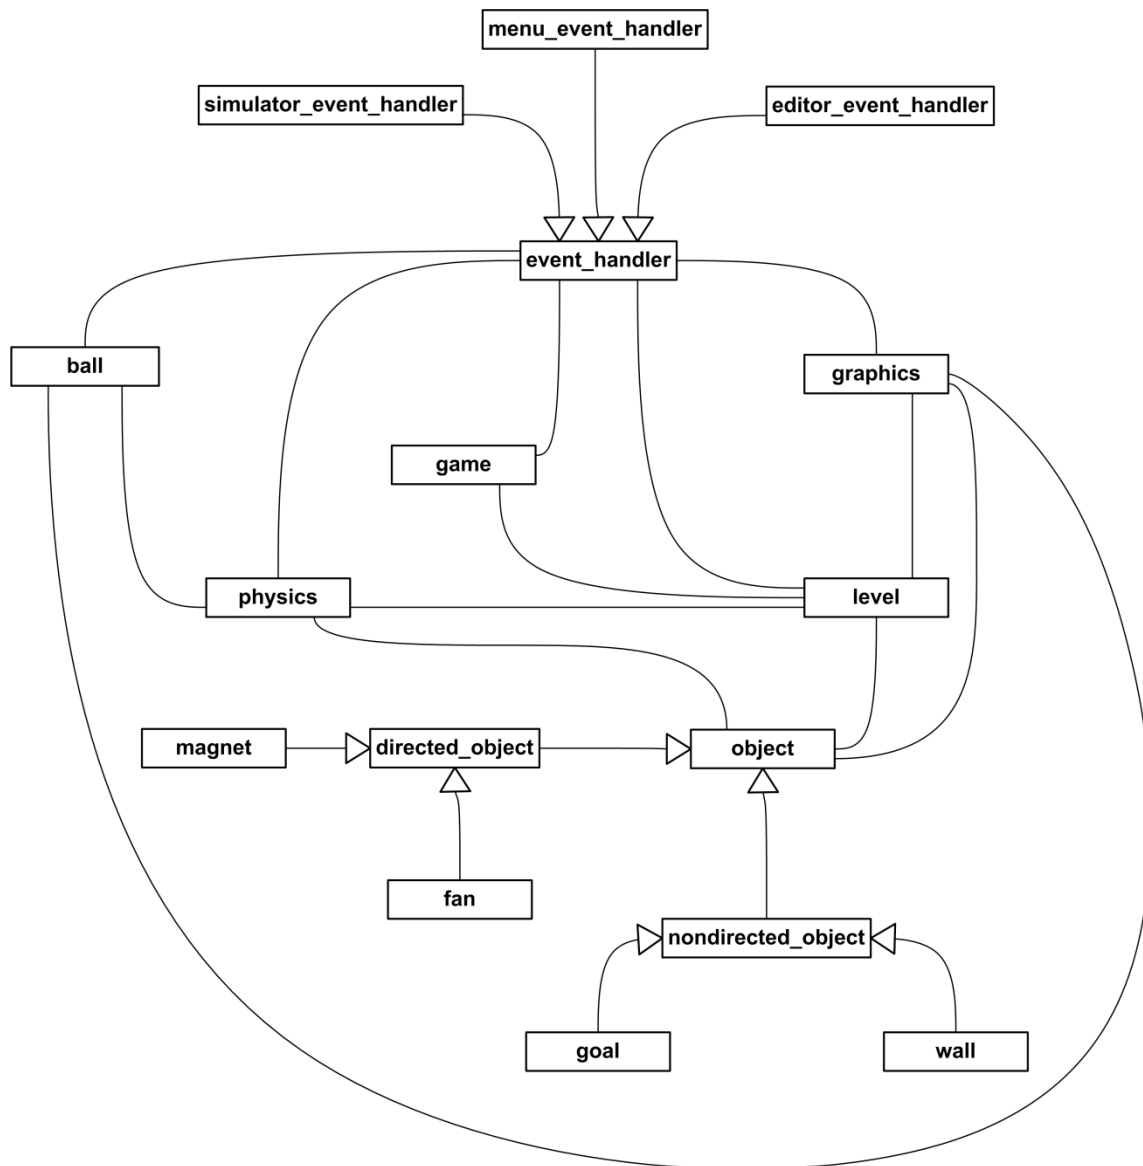 menu_event_handler
simulator_event_handler
editor_event_handler
event_handler
ball
graphics
game
physics
level
magnet
directed_object
object
fan
nondirected_object
goal
wall